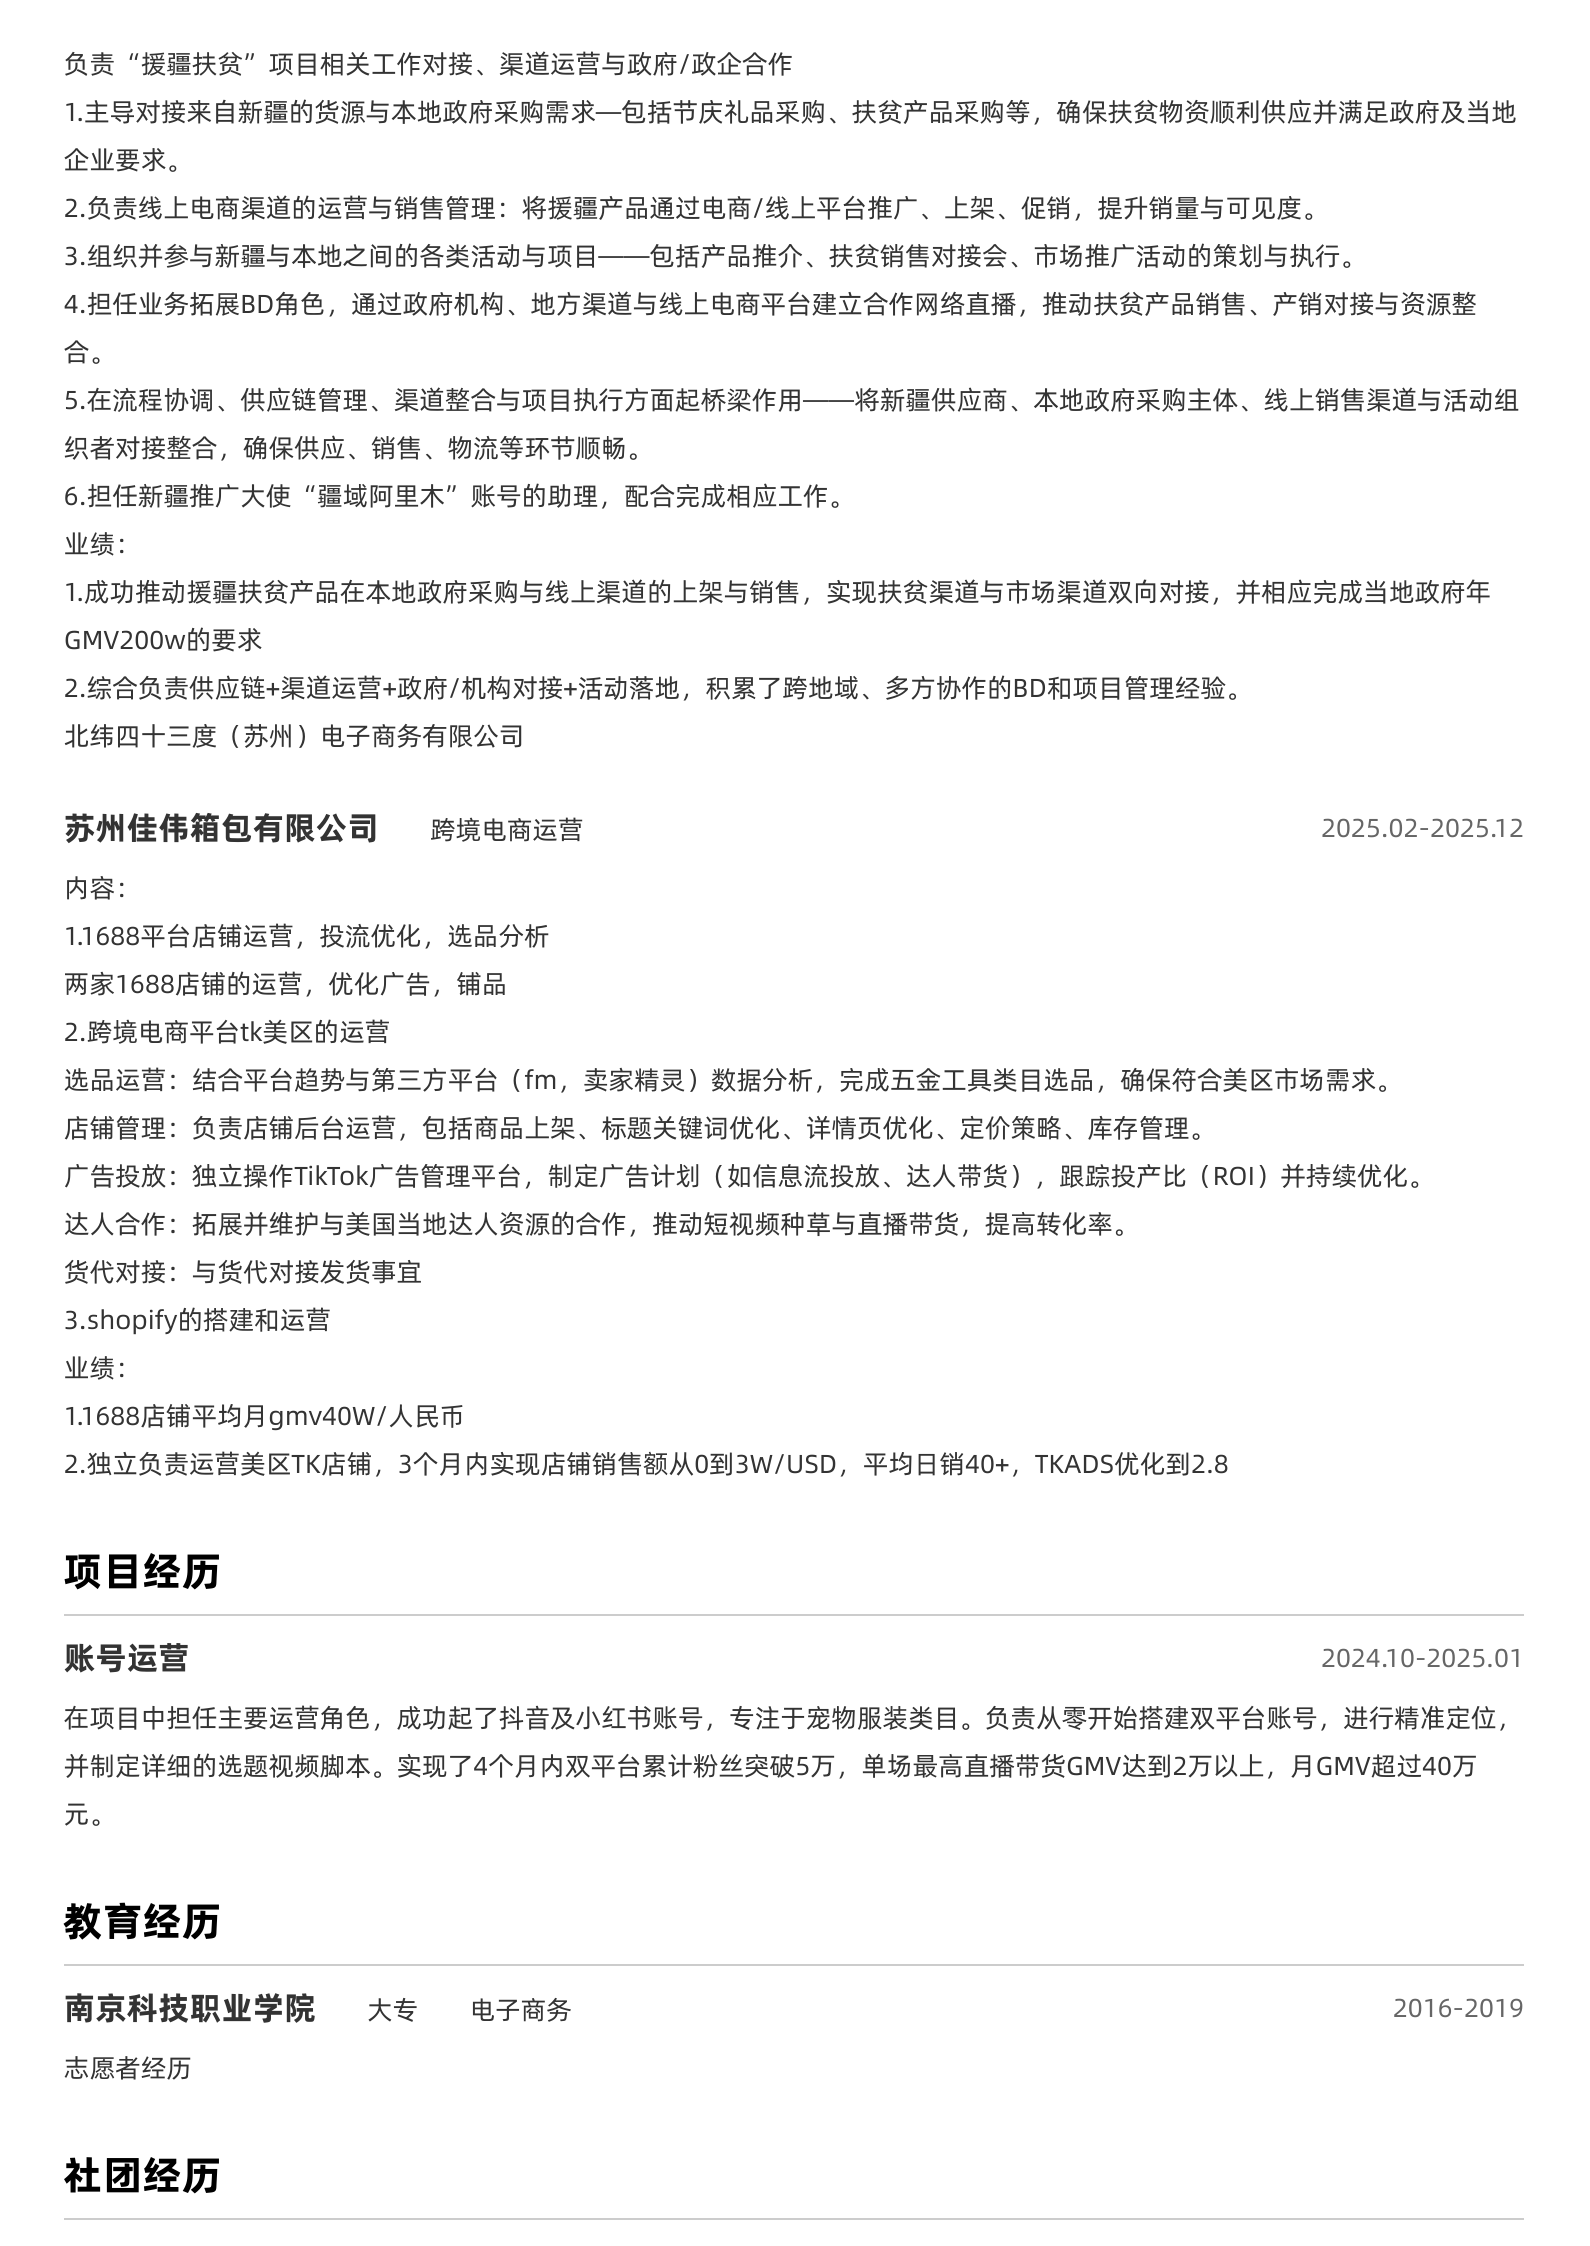 负责“援疆扶贫”项目相关工作对接、渠道运营与政府/政企合作
1.主导对接来自新疆的货源与本地政府采购需求—包括节庆礼品采购、扶贫产品采购等，确保扶贫物资顺利供应并满足政府及当地
企业要求。
2.负责线上电商渠道的运营与销售管理：将援疆产品通过电商/线上平台推广、上架、促销，提升销量与可见度。
3.组织并参与新疆与本地之间的各类活动与项目——包括产品推介、扶贫销售对接会、市场推广活动的策划与执行。
4.担任业务拓展BD角色，通过政府机构、地方渠道与线上电商平台建立合作网络直播，推动扶贫产品销售、产销对接与资源整
合。
5.在流程协调、供应链管理、渠道整合与项目执行方面起桥梁作用——将新疆供应商、本地政府采购主体、线上销售渠道与活动组
织者对接整合，确保供应、销售、物流等环节顺畅。
6.担任新疆推广大使“疆域阿里木”账号的助理，配合完成相应工作。
业绩：
1.成功推动援疆扶贫产品在本地政府采购与线上渠道的上架与销售，实现扶贫渠道与市场渠道双向对接，并相应完成当地政府年
GMV200w的要求
2.综合负责供应链+渠道运营+政府/机构对接+活动落地，积累了跨地域、多方协作的BD和项目管理经验。
北纬四十三度（苏州）电子商务有限公司
苏州佳伟箱包有限公司 跨境电商运营 2025.02-2025.12
内容：
1.1688平台店铺运营，投流优化，选品分析
两家1688店铺的运营，优化广告，铺品
2.跨境电商平台tk美区的运营
选品运营：结合平台趋势与第三方平台（fm，卖家精灵）数据分析，完成五金工具类目选品，确保符合美区市场需求。
店铺管理：负责店铺后台运营，包括商品上架、标题关键词优化、详情页优化、定价策略、库存管理。
广告投放：独立操作TikTok广告管理平台，制定广告计划（如信息流投放、达人带货），跟踪投产比（ROI）并持续优化。
达人合作：拓展并维护与美国当地达人资源的合作，推动短视频种草与直播带货，提高转化率。
货代对接：与货代对接发货事宜
3.shopify的搭建和运营
业绩：
1.1688店铺平均月gmv40W/人民币
2.独立负责运营美区TK店铺，3个月内实现店铺销售额从0到3W/USD，平均日销40+，TKADS优化到2.8
项目经历
账号运营 2024.10-2025.01
在项目中担任主要运营角色，成功起了抖音及小红书账号，专注于宠物服装类目。负责从零开始搭建双平台账号，进行精准定位，
并制定详细的选题视频脚本。实现了4个月内双平台累计粉丝突破5万，单场最高直播带货GMV达到2万以上，月GMV超过40万
元。
教育经历
南京科技职业学院 大专 电子商务 2016-2019
志愿者经历
社团经历